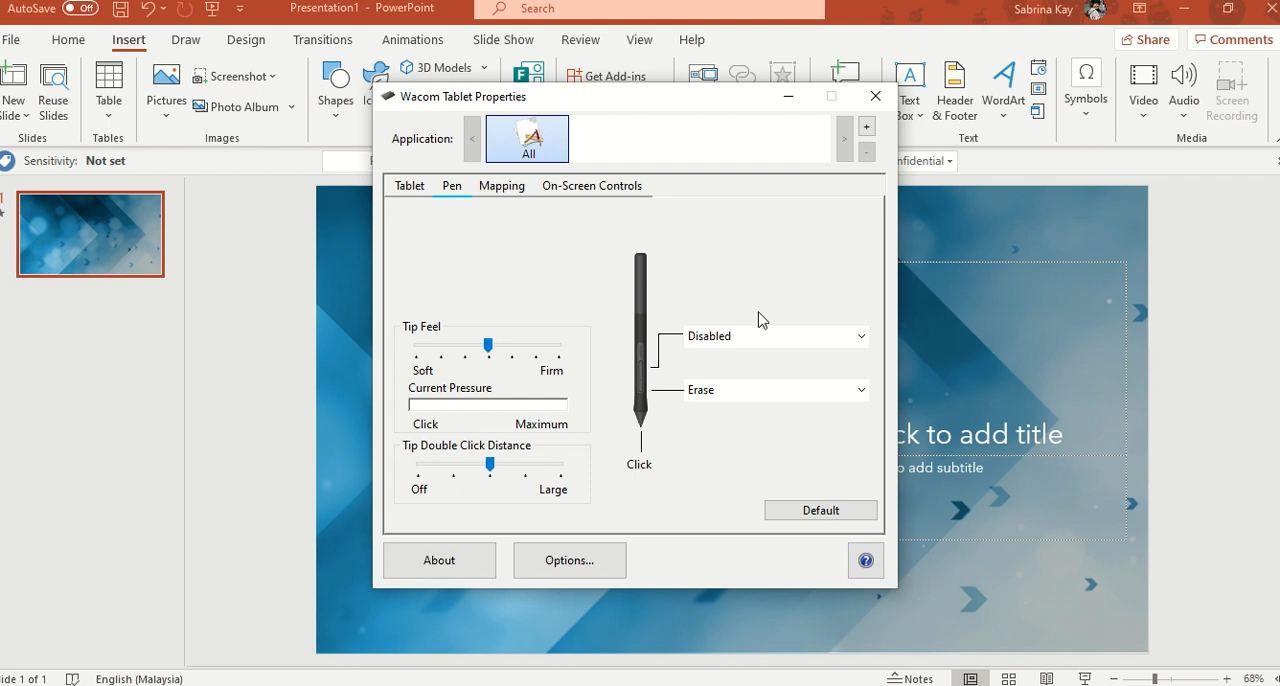 AutoSave Off Presentation1 - PowerPoint Search Sabrina Kay
File Home Insert Draw Design Transitions Animations Slide Show Review View Help Share Comments
New Slide
Reuse Slides
Slides
Table
Tables
Pictures
Screenshot
Photo Album
Images
Shapes
3D Models
Get Add-ins
Text Box
Header & Footer
WordArt
Text
Symbols
Video
Audio
Screen Recording
Media
Sensitivity: Not set
Wacom Tablet Properties
Application: < All > + -
Tablet Pen Mapping On-Screen Controls
Tip Feel
Soft Firm
Current Pressure
Click Maximum
Tip Double Click Distance
Off Large
Disabled
Erase
Click
Default
About Options... ?
1
to add title
add subtitle
1 of 1 English (Malaysia) Notes 68%